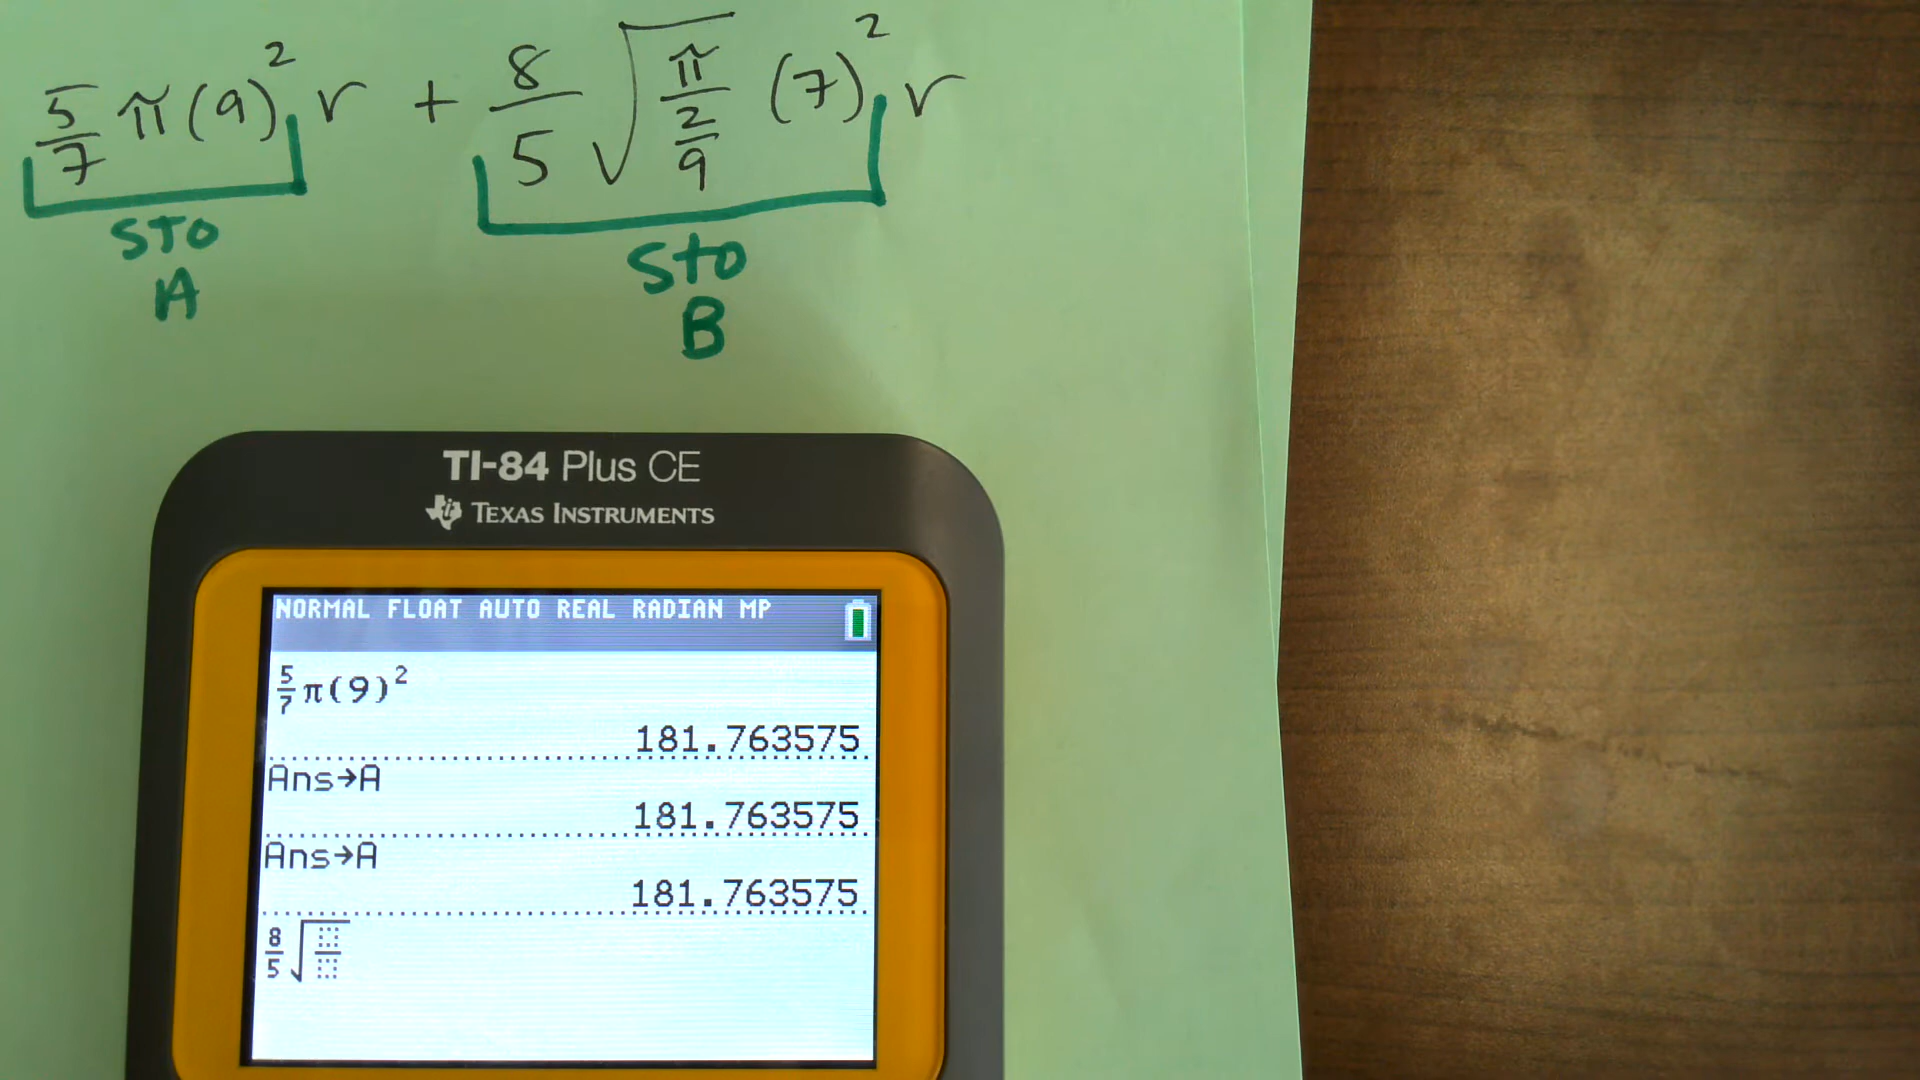 5/7 π(9)² r + 8/5 √(π/(2/9)) (7)² r
STO
A
Sto
B
TI-84 Plus CE
TEXAS INSTRUMENTS
NORMAL FLOAT AUTO REAL RADIAN MP
5/7 π(9)²
181.763575
Ans→A
181.763575
Ans→A
181.763575
8/5 √(⬚/⬚)